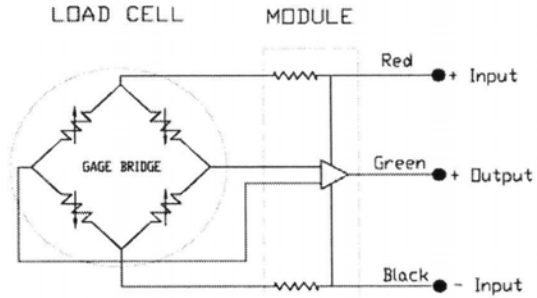 LOAD CELL MODULE
Red
+ Input
GAGE BRIDGE
Green
+ Output
Black
- Input